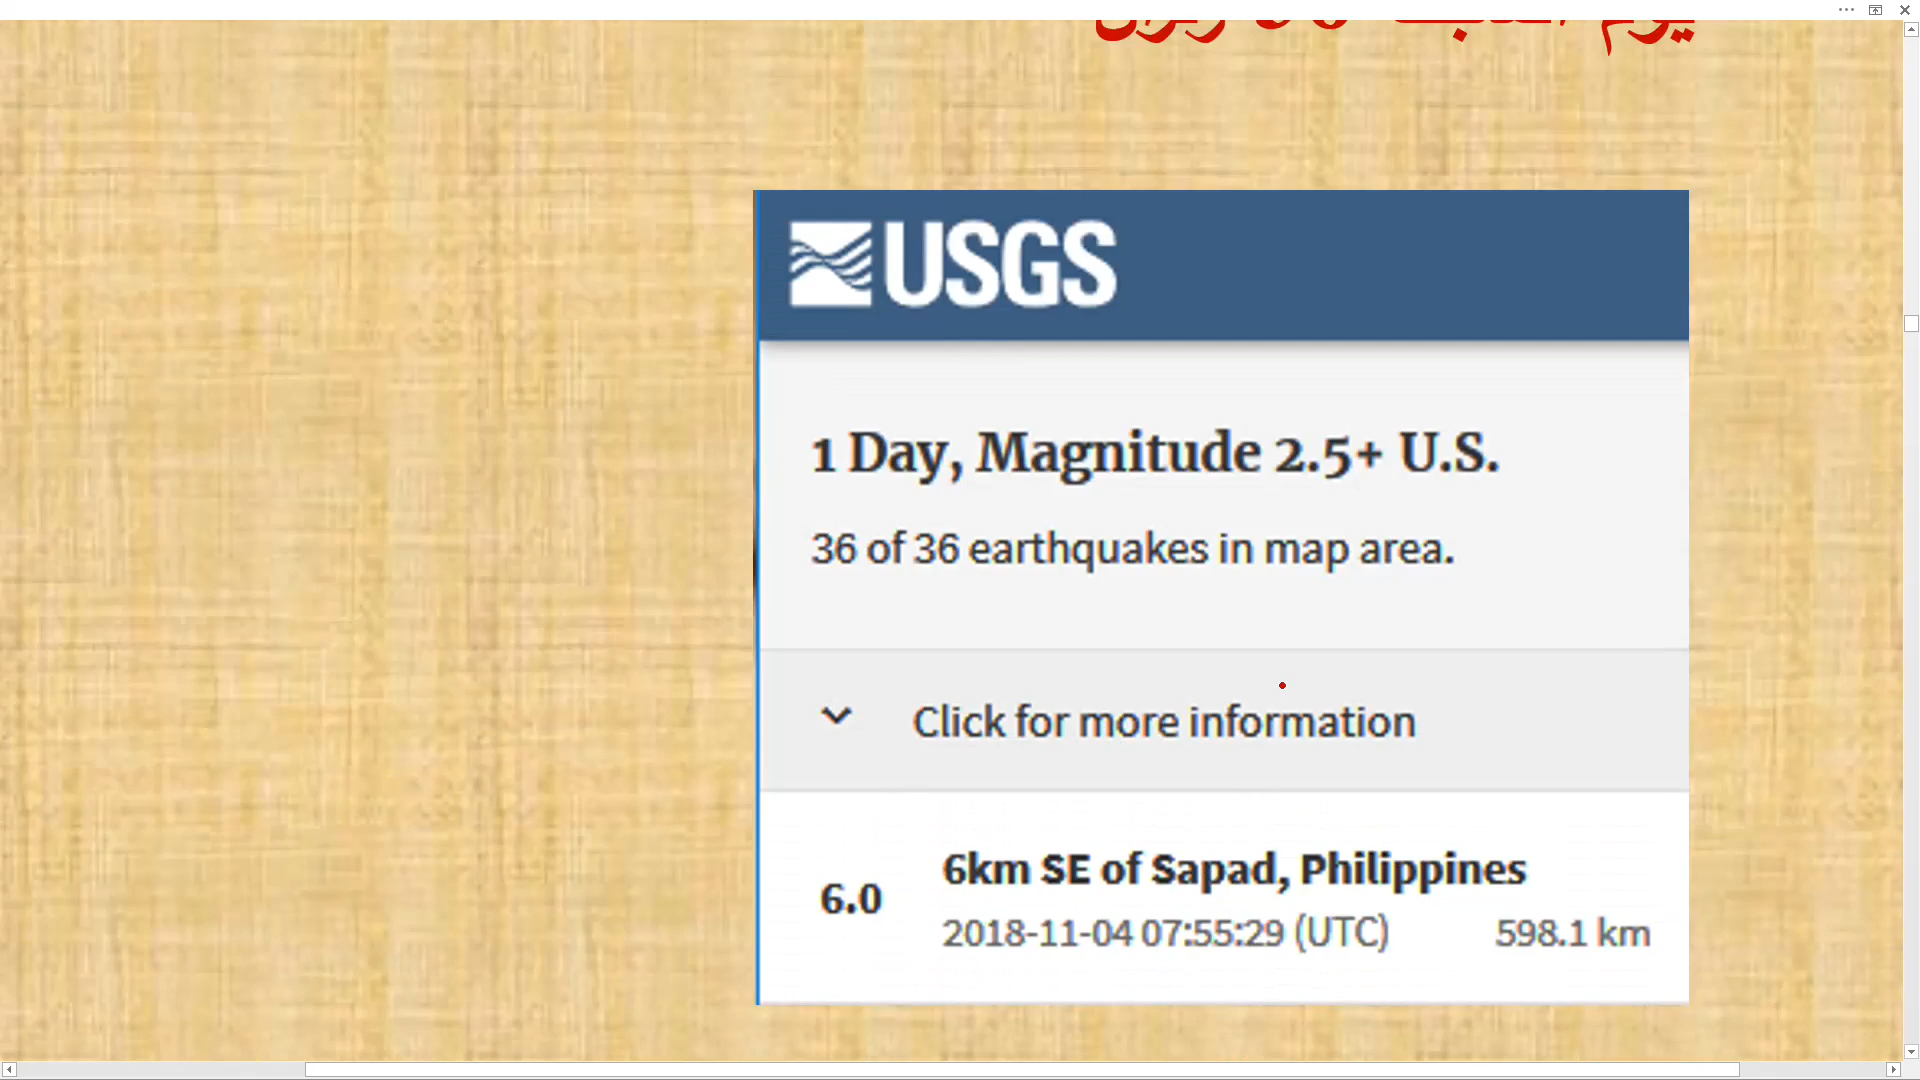 USGS
1 Day, Magnitude 2.5+ U.S.
36 of 36 earthquakes in map area.
Click for more information
6.0
6km SE of Sapad, Philippines
2018-11-04 07:55:29 (UTC) 598.1 km